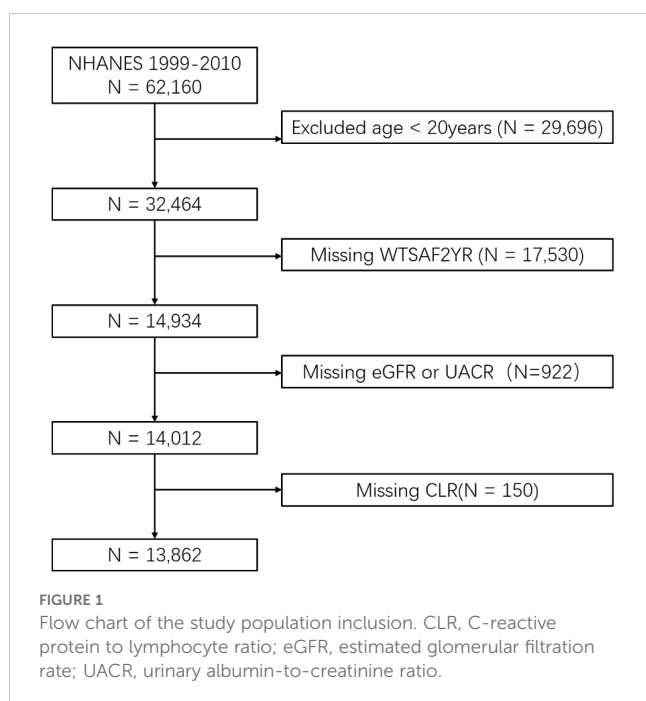 NHANES 1999-2010
N = 62,160
Excluded age < 20years (N = 29,696)
N = 32,464
Missing WTSAF2YR (N = 17,530)
N = 14,934
Missing eGFR or UACR （N=922）
N = 14,012
Missing CLR(N = 150)
N = 13,862
FIGURE 1
Flow chart of the study population inclusion. CLR, C-reactive
protein to lymphocyte ratio; eGFR, estimated glomerular filtration
rate; UACR, urinary albumin-to-creatinine ratio.